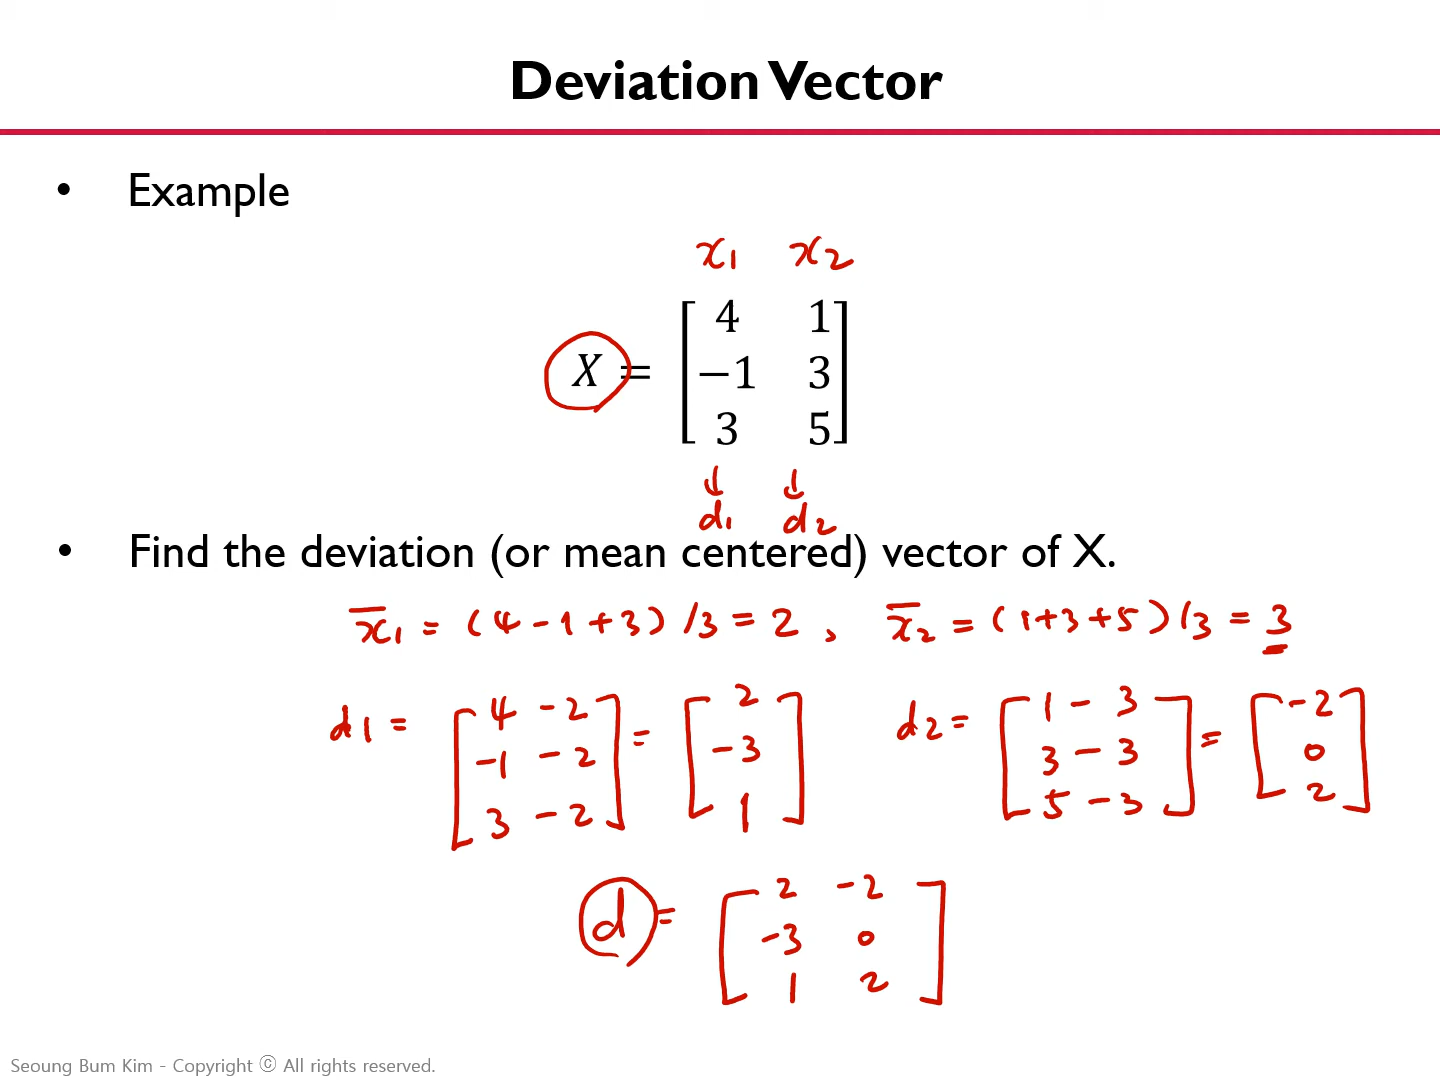 Deviation Vector
• Example
x1 x2
X = [4 1
−1 3
3 5]
↓ ↓
d1 d2
• Find the deviation (or mean centered) vector of X.
x̅1 = (4 - 1 + 3) /3 = 2 , x̅2 = (1+3+5) /3 = 3
d1 = [4 - 2 = [2 d2 = [1 - 3 = [-2
-1 - 2 -3 3 - 3 0
3 - 2] 1] 5 - 3] 2]
d = [2 -2
-3 0
1 2]
Seoung Bum Kim - Copyright ⓒ All rights reserved.